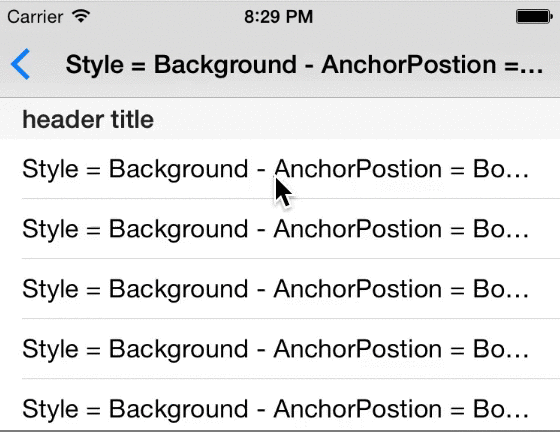 Carrier 8:29 PM
Style = Background - AnchorPostion =...
header title
Style = Background - AnchorPostion = Bo...
Style = Background - AnchorPostion = Bo...
Style = Background - AnchorPostion = Bo...
Style = Background - AnchorPostion = Bo...
Style = Background - AnchorPostion = Bo...